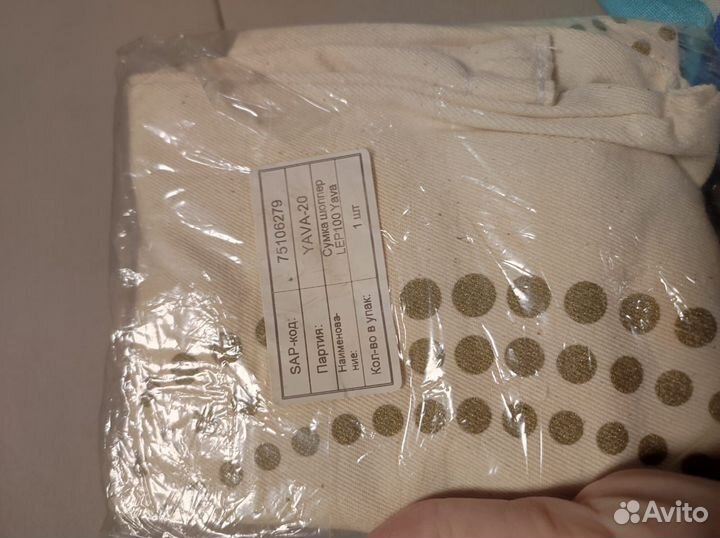 SAP-код: 75106279
Партия: YAVA-20
Наименова- Сумка шоппер
ние: LEP100 Yava
Кол-во в упак: 1 шт
Avito